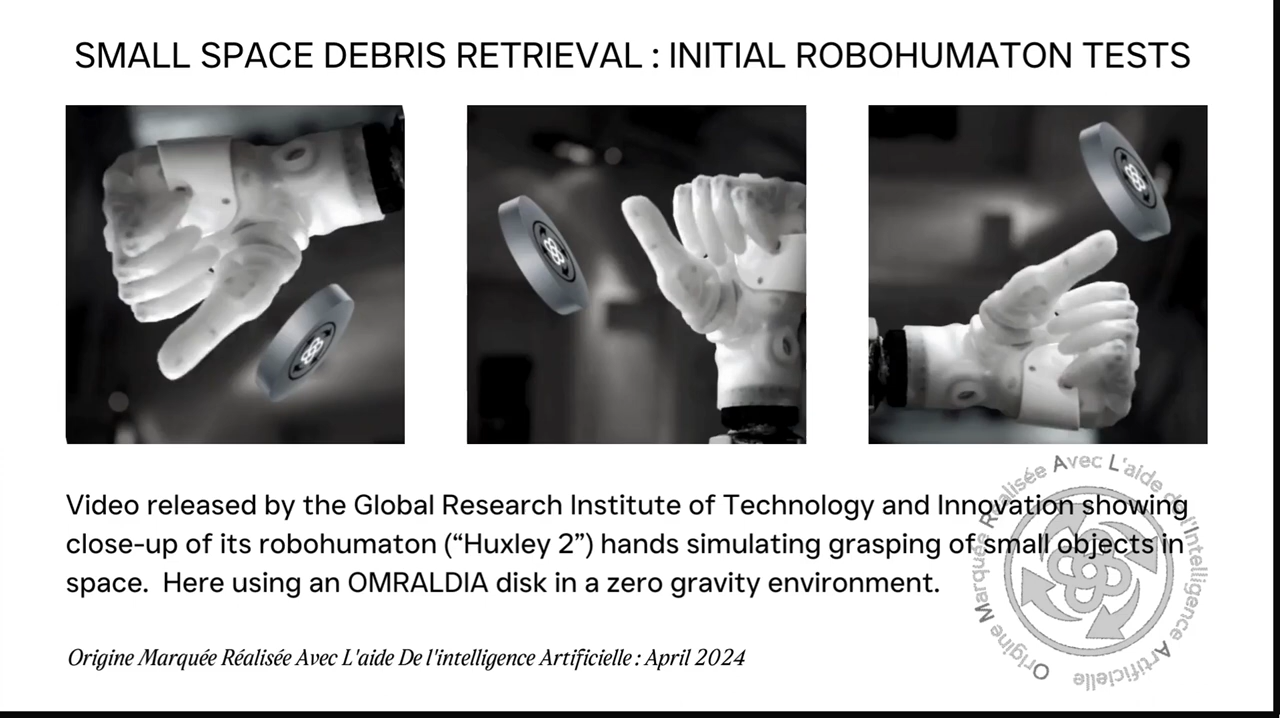 SMALL SPACE DEBRIS RETRIEVAL : INITIAL ROBOHUMATON TESTS
Video released by the Global Research Institute of Technology and Innovation showing
close-up of its robohumaton (“Huxley 2”) hands simulating grasping of small objects in
space. Here using an OMRALDIA disk in a zero gravity environment.
Origine Marquée Réalisée Avec L'aide De l'intelligence Artificielle : April 2024
Origine Marquée Réalisée Avec L'aide de l'Intelligence Artificielle